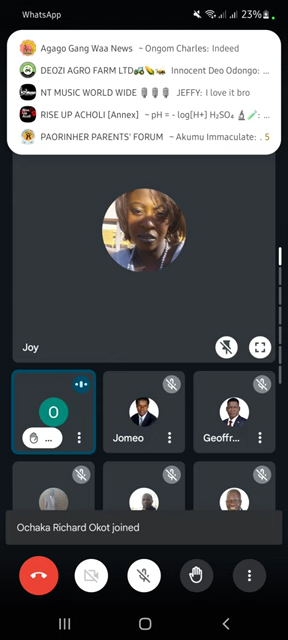 WhatsApp 23%
Agago Gang Waa News ~ Ongom Charles: Indeed
DEOZI AGRO FARM LTD🚜🌽🐄 Innocent Deo Odongo: ...
NT MUSIC WORLD WIDE 🎙🎙🎙 JEFFY: I love it bro
RISE UP ACHOLI [Annex] ~ pH = - log[H+] H₂SO₄ 🔬🧪: ...
PAORINHER PARENTS' FORUM ~ Akumu Immaculate: . 5
Joy
O
...
Jomeo
Geoffr...
Ochaka Richard Okot joined